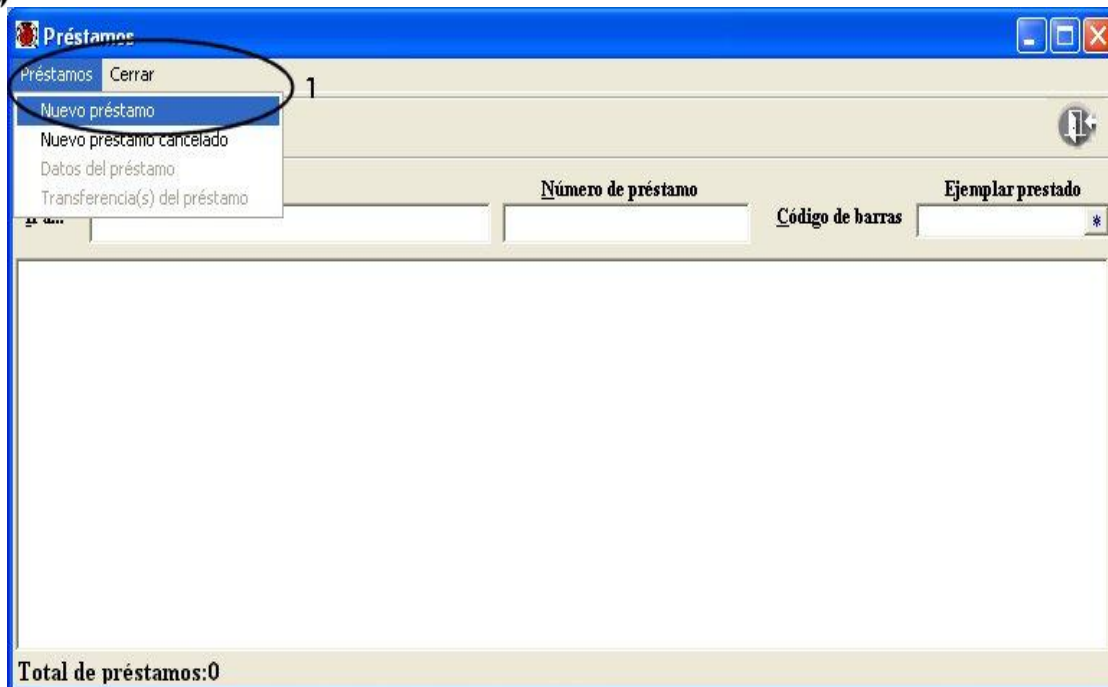 Préstamos
Préstamos Cerrar
1
Nuevo préstamo
Nuevo préstamo cancelado
Datos del préstamo
Transferencia(s) del préstamo
Número de préstamo
Ejemplar prestado
Código de barras
*
Total de préstamos:0